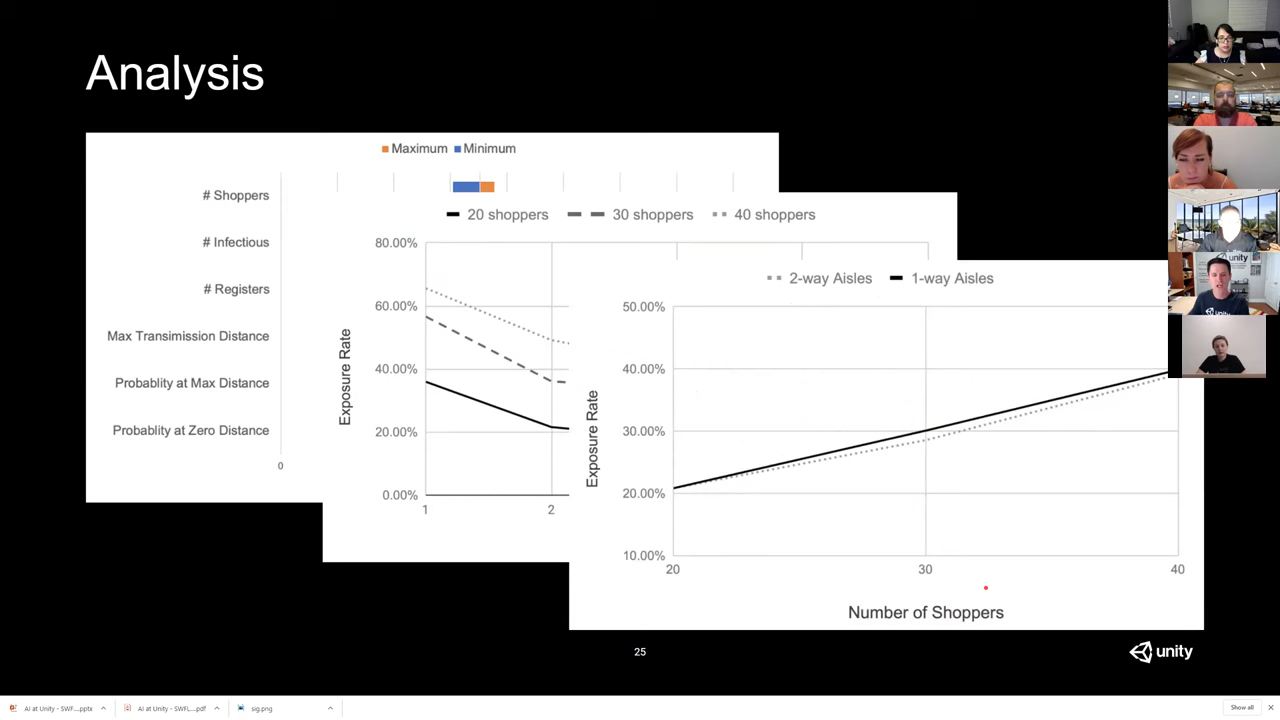 Analysis
Maximum Minimum
# Shoppers
# Infectious
# Registers
Max Transimission Distance
Probablity at Max Distance
Probablity at Zero Distance
0
20 shoppers 30 shoppers 40 shoppers
80.00%
60.00%
40.00%
20.00%
0.00%
Exposure Rate
1 2
2-way Aisles 1-way Aisles
50.00%
40.00%
30.00%
20.00%
10.00%
Exposure Rate
20 30 40
Number of Shoppers
25
unity
unity
AI at Unity - SWF....pptx
AI at Unity - SWFL...pdf
sig.png
Show all